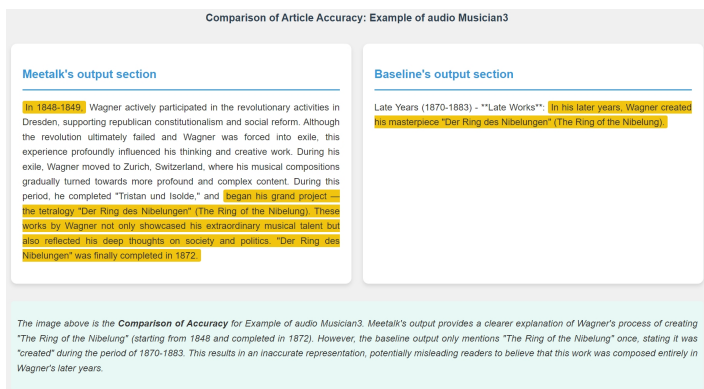 Comparison of Article Accuracy: Example of audio Musician3
Meetalk's output section
In 1848-1849, Wagner actively participated in the revolutionary activities in
Dresden, supporting republican constitutionalism and social reform. Although
the revolution ultimately failed and Wagner was forced into exile, this
experience profoundly influenced his thinking and creative work. During his
exile, Wagner moved to Zurich, Switzerland, where his musical compositions
gradually turned towards more profound and complex content. During this
period, he completed "Tristan und Isolde," and began his grand project —
the tetralogy "Der Ring des Nibelungen" (The Ring of the Nibelung). These
works by Wagner not only showcased his extraordinary musical talent but
also reflected his deep thoughts on society and politics. "Der Ring des
Nibelungen" was finally completed in 1872.
Baseline's output section
Late Years (1870-1883) - **Late Works**: In his later years, Wagner created
his masterpiece "Der Ring des Nibelungen" (The Ring of the Nibelung).
The image above is the Comparison of Accuracy for Example of audio Musician3. Meetalk's output provides a clearer explanation of Wagner's process of creating
"The Ring of the Nibelung" (starting from 1848 and completed in 1872). However, the baseline output only mentions "The Ring of the Nibelung" once, stating it was
"created" during the period of 1870-1883. This results in an inaccurate representation, potentially misleading readers to believe that this work was composed entirely in
Wagner's later years.